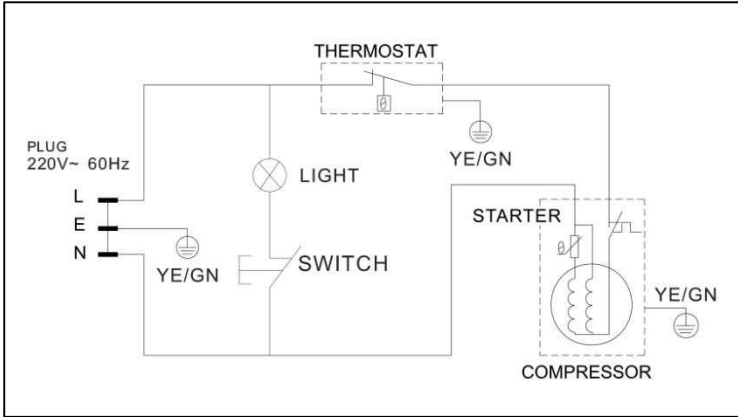 THERMOSTAT
θ
YE/GN
PLUG
220V~ 60Hz
L
E
N
YE/GN
LIGHT
SWITCH
STARTER
θ
YE/GN
COMPRESSOR